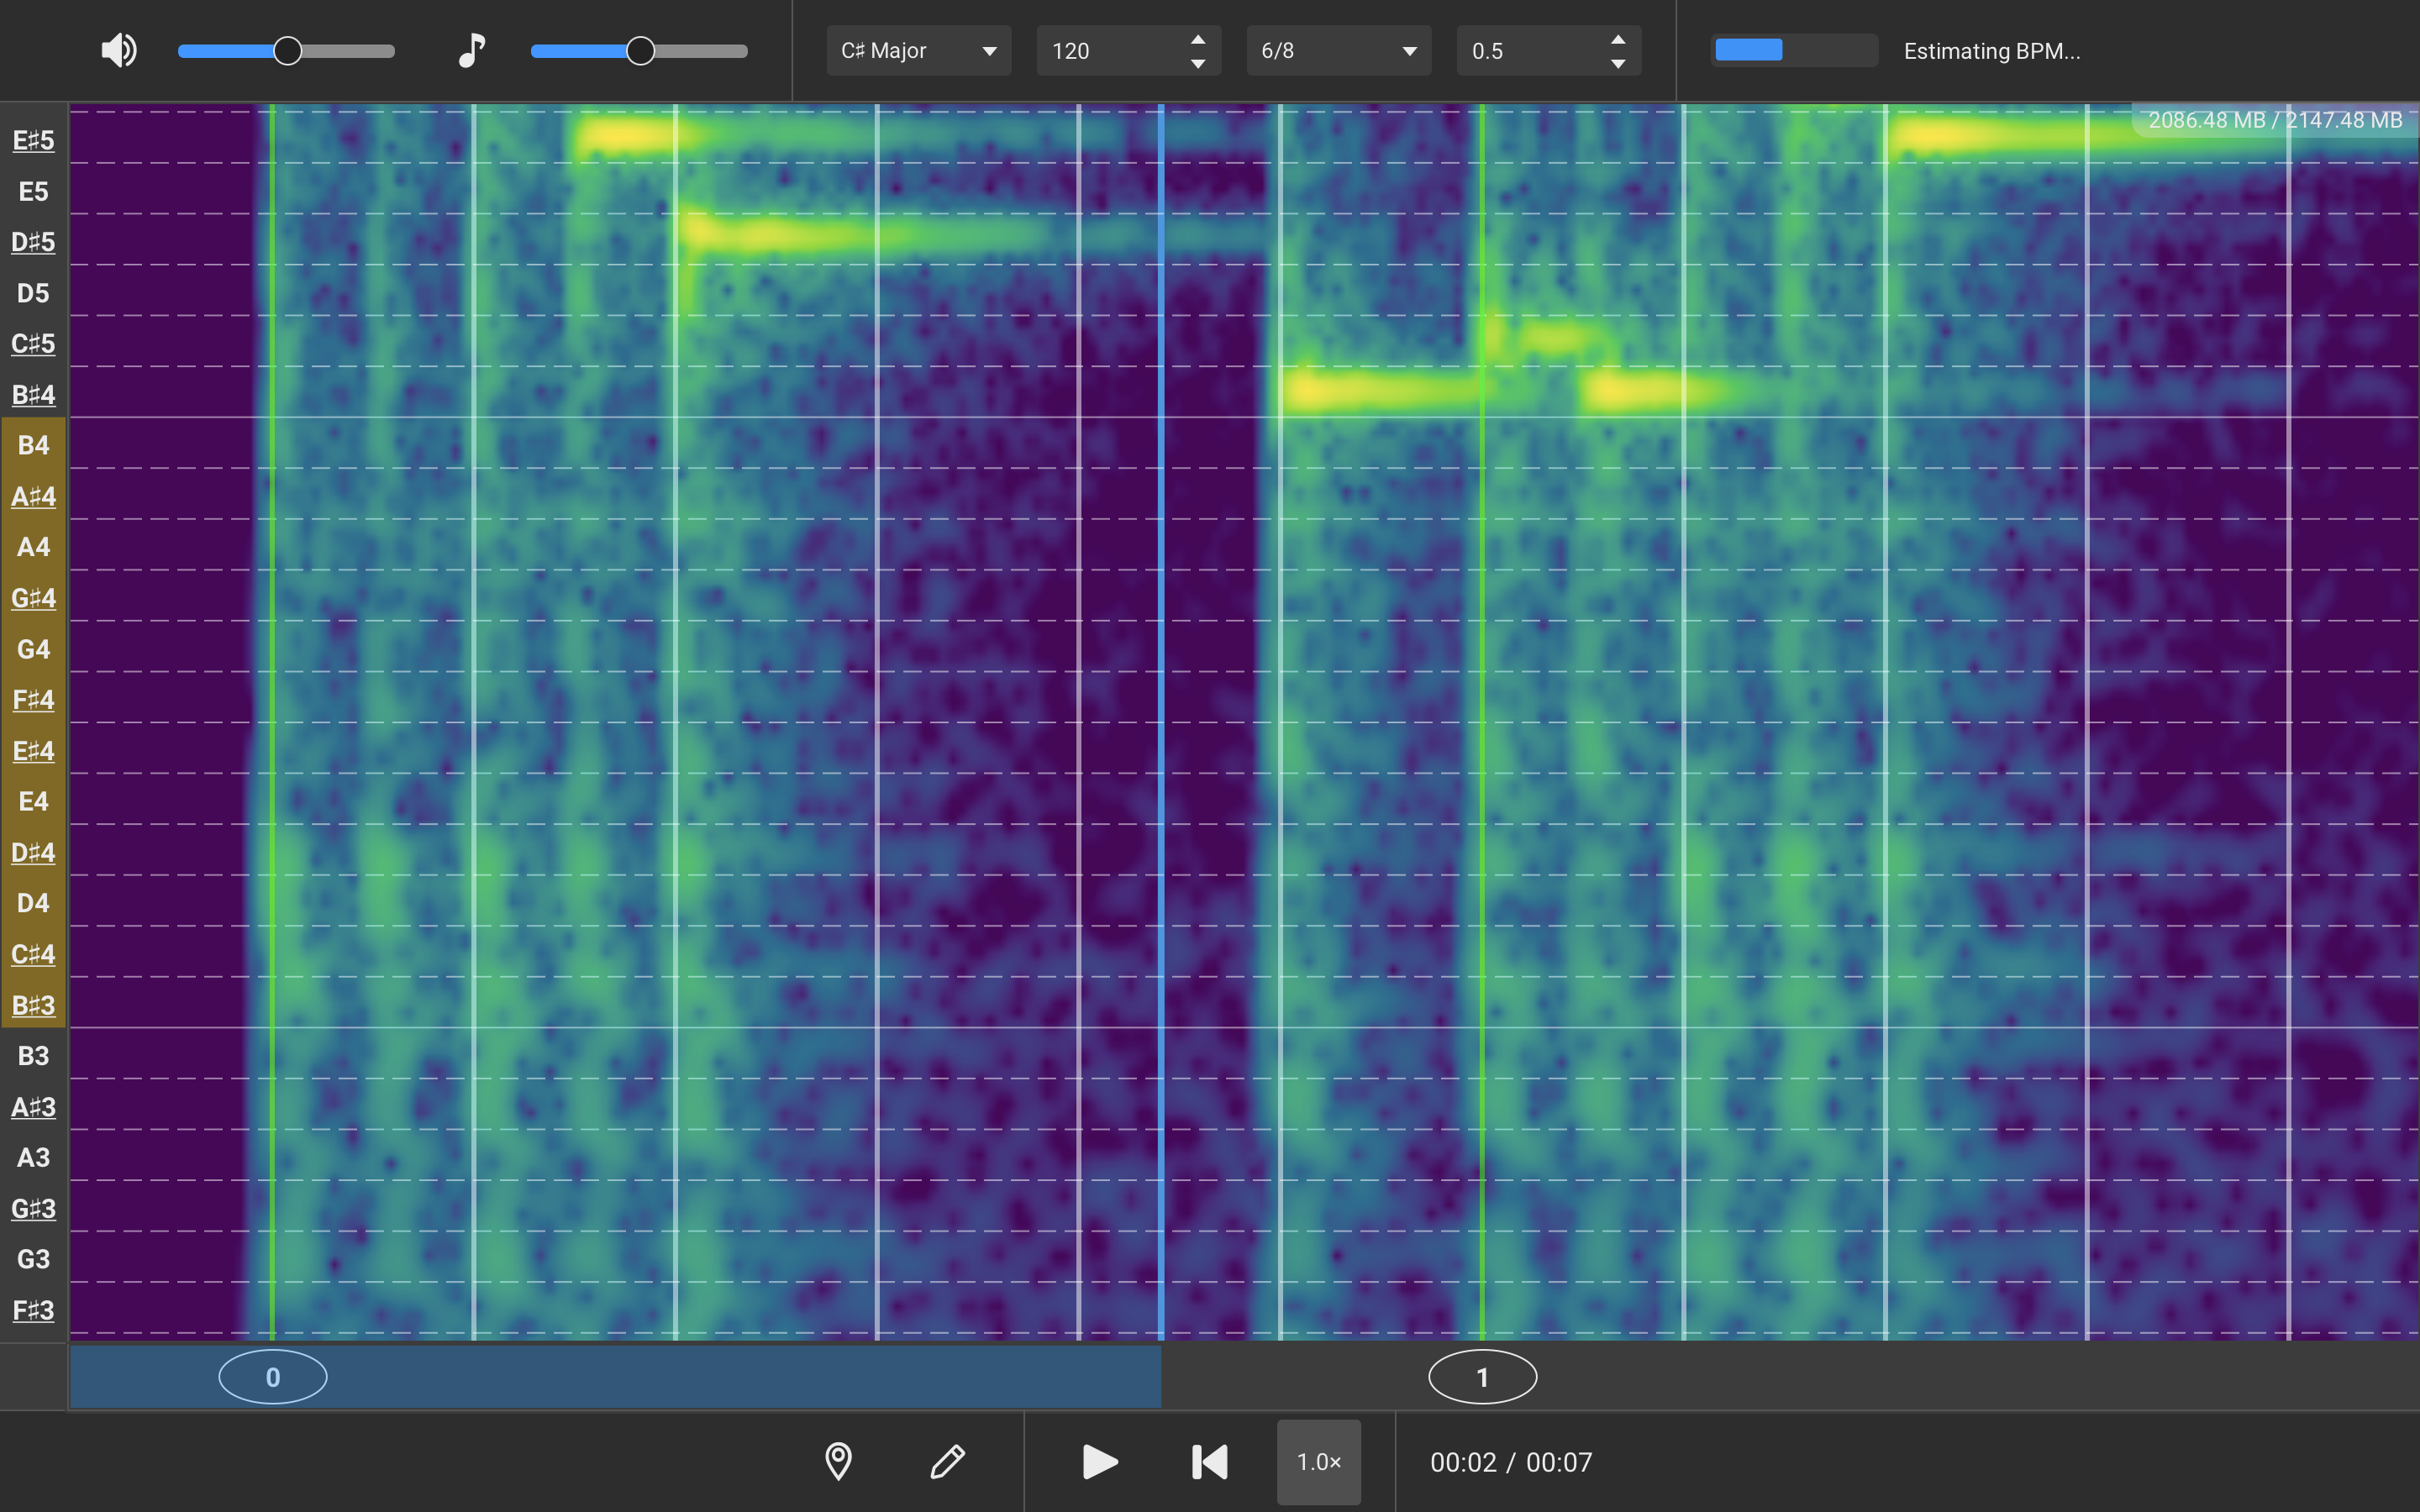 C♯ Major
120
6/8
0.5
Estimating BPM...
2086.48 MB / 2147.48 MB
E♯5
E5
D♯5
D5
C♯5
B♯4
B4
A♯4
A4
G♯4
G4
F♯4
E♯4
E4
D♯4
D4
C♯4
B♯3
B3
A♯3
A3
G♯3
G3
F♯3
0
1
1.0×
00:02 / 00:07